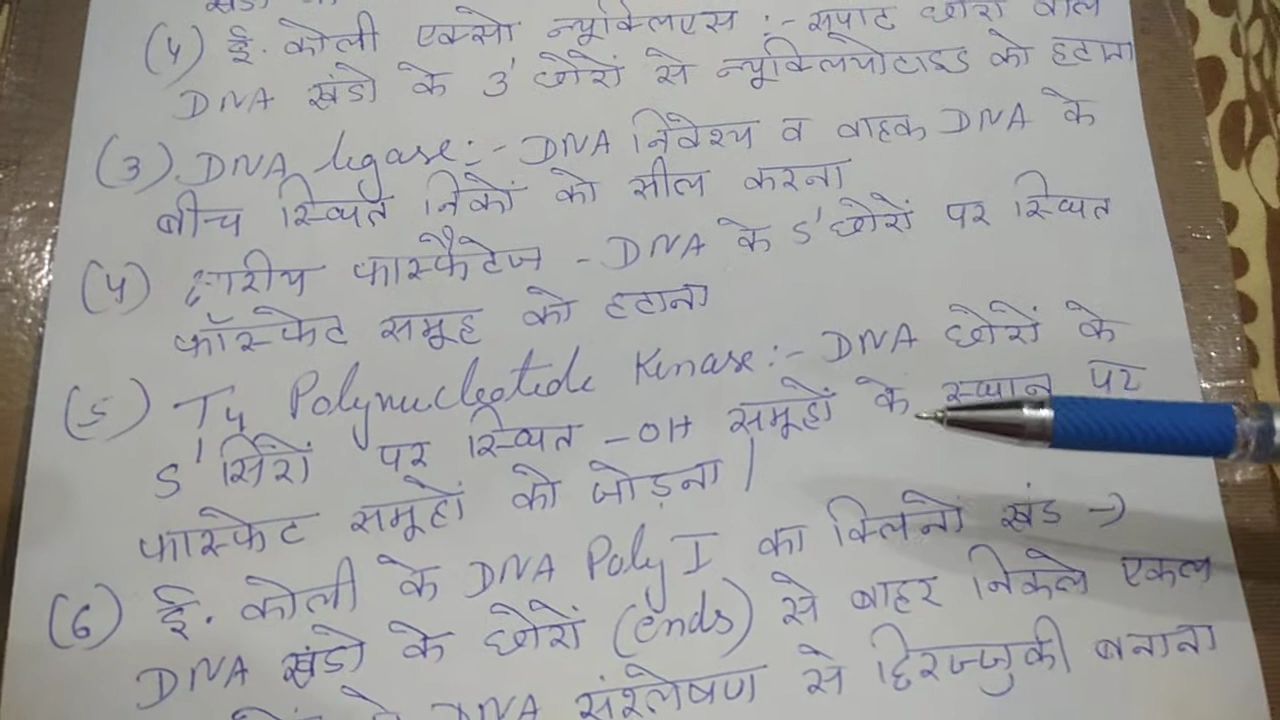 खंडों
(4) ई. कोली एक्सो न्यूक्लिएस :- सपाट छोरों वाले
DNA खंडो के 3' छोरों से न्यूक्लियोटाइड को हटाना
(3) DNA ligase :- DNA निवेश्य व वाहक DNA के
बीच स्थित निकों को सील करना
(4) क्षारीय फास्फैटेज - DNA के 5' छोरों पर स्थित
फॉस्फेट समूह को हटाना
(5) T4 Polynucleotide Kinase :- DNA छोरों के
5' सिरों पर स्थित -OH समूहों के स्थान पर
फास्फेट समूहों को जोड़ना |
(6) ई. कोली के DNA Poly I का क्लिनो खंड →
DNA खंडो के छोरों (ends) से बाहर निकले एकल
DNA संश्लेषण से द्विरज्जुकी बनाना